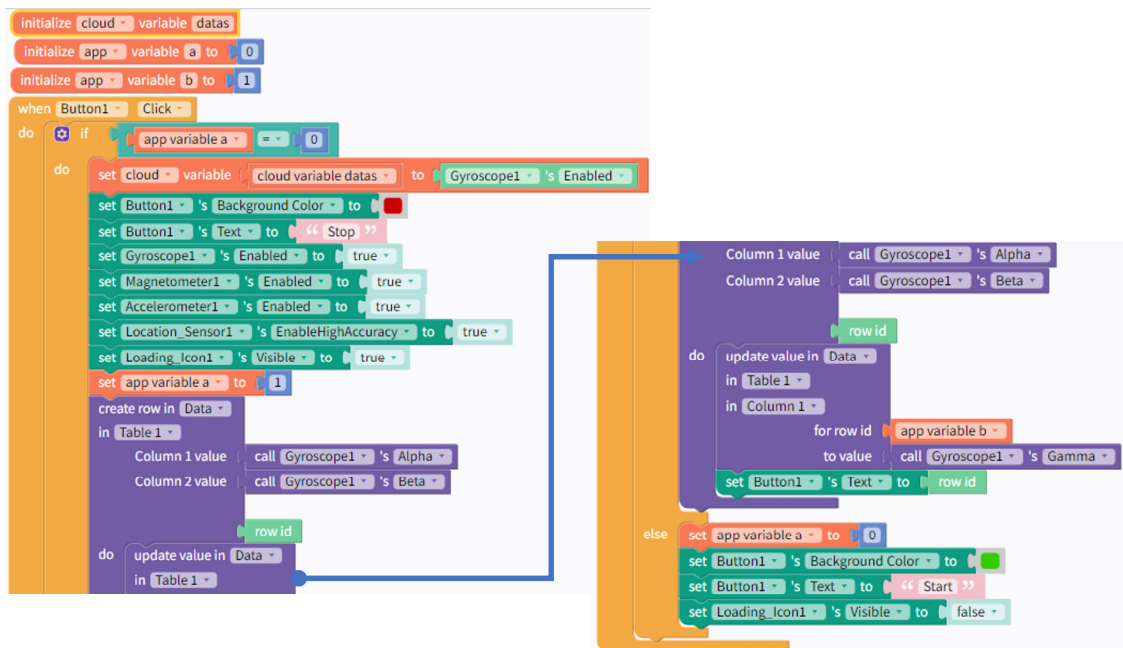 initialize cloud variable datas
initialize app variable a to 0
initialize app variable b to 1
when Button1 Click
do if app variable a = 0
do set cloud variable cloud variable datas to Gyroscope1 's Enabled
set Button1 's Background Color to
set Button1 's Text to “ Stop ”
set Gyroscope1 's Enabled to true
set Magnetometer1 's Enabled to true
set Accelerometer1 's Enabled to true
set Location_Sensor1 's EnableHighAccuracy to true
set Loading_Icon1 's Visible to true
set app variable a to 1
create row in Data
in Table 1
Column 1 value call Gyroscope1 's Alpha
Column 2 value call Gyroscope1 's Beta
row id
do update value in Data
in Table 1
Column 1 value call Gyroscope1 's Alpha
Column 2 value call Gyroscope1 's Beta
row id
do update value in Data
in Table 1
in Column 1
for row id app variable b
to value call Gyroscope1 's Gamma
set Button1 's Text to row id
else set app variable a to 0
set Button1 's Background Color to
set Button1 's Text to “ Start ”
set Loading_Icon1 's Visible to false